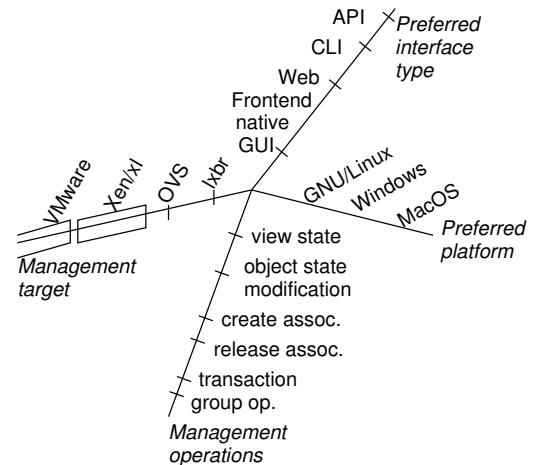 API
Preferred
interface
type
CLI
Web
Frontend
native
GUI
VMware
Xen/xl
OVS
lxbr
GNU/Linux
Windows
MacOS
Preferred
platform
Management
target
view state
object state
modification
create assoc.
release assoc.
transaction
group op.
Management
operations